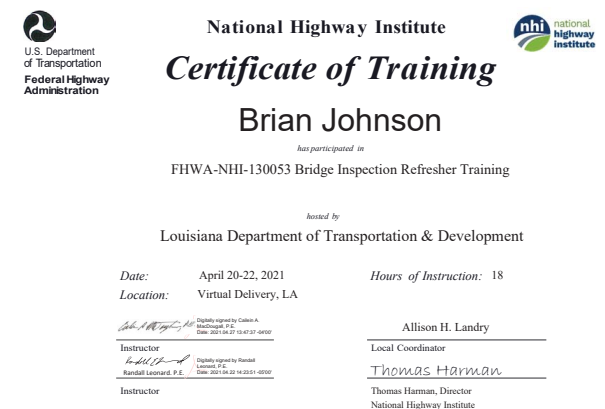 U.S. Department
of Transportation
Federal Highway
Administration
National Highway Institute
nhi national
highway
institute
Certificate of Training
Brian Johnson
has participated in
FHWA-NHI-130053 Bridge Inspection Refresher Training
hosted by
Louisiana Department of Transportation & Development
Date: April 20-22, 2021
Hours of Instruction: 18
Location: Virtual Delivery, LA
Digitally signed by Cailein A.
MacDougall, P.E.
Date: 2021.04.27 13:47:37 -04'00'
Instructor
Digitally signed by Randall
Leonard, P.E.
Date: 2021.04.22 14:23:51 -05'00'
Randall Leonard. P.E.
Instructor
Allison H. Landry
Local Coordinator
Thomas Harman
Thomas Harman, Director
National Highway Institute